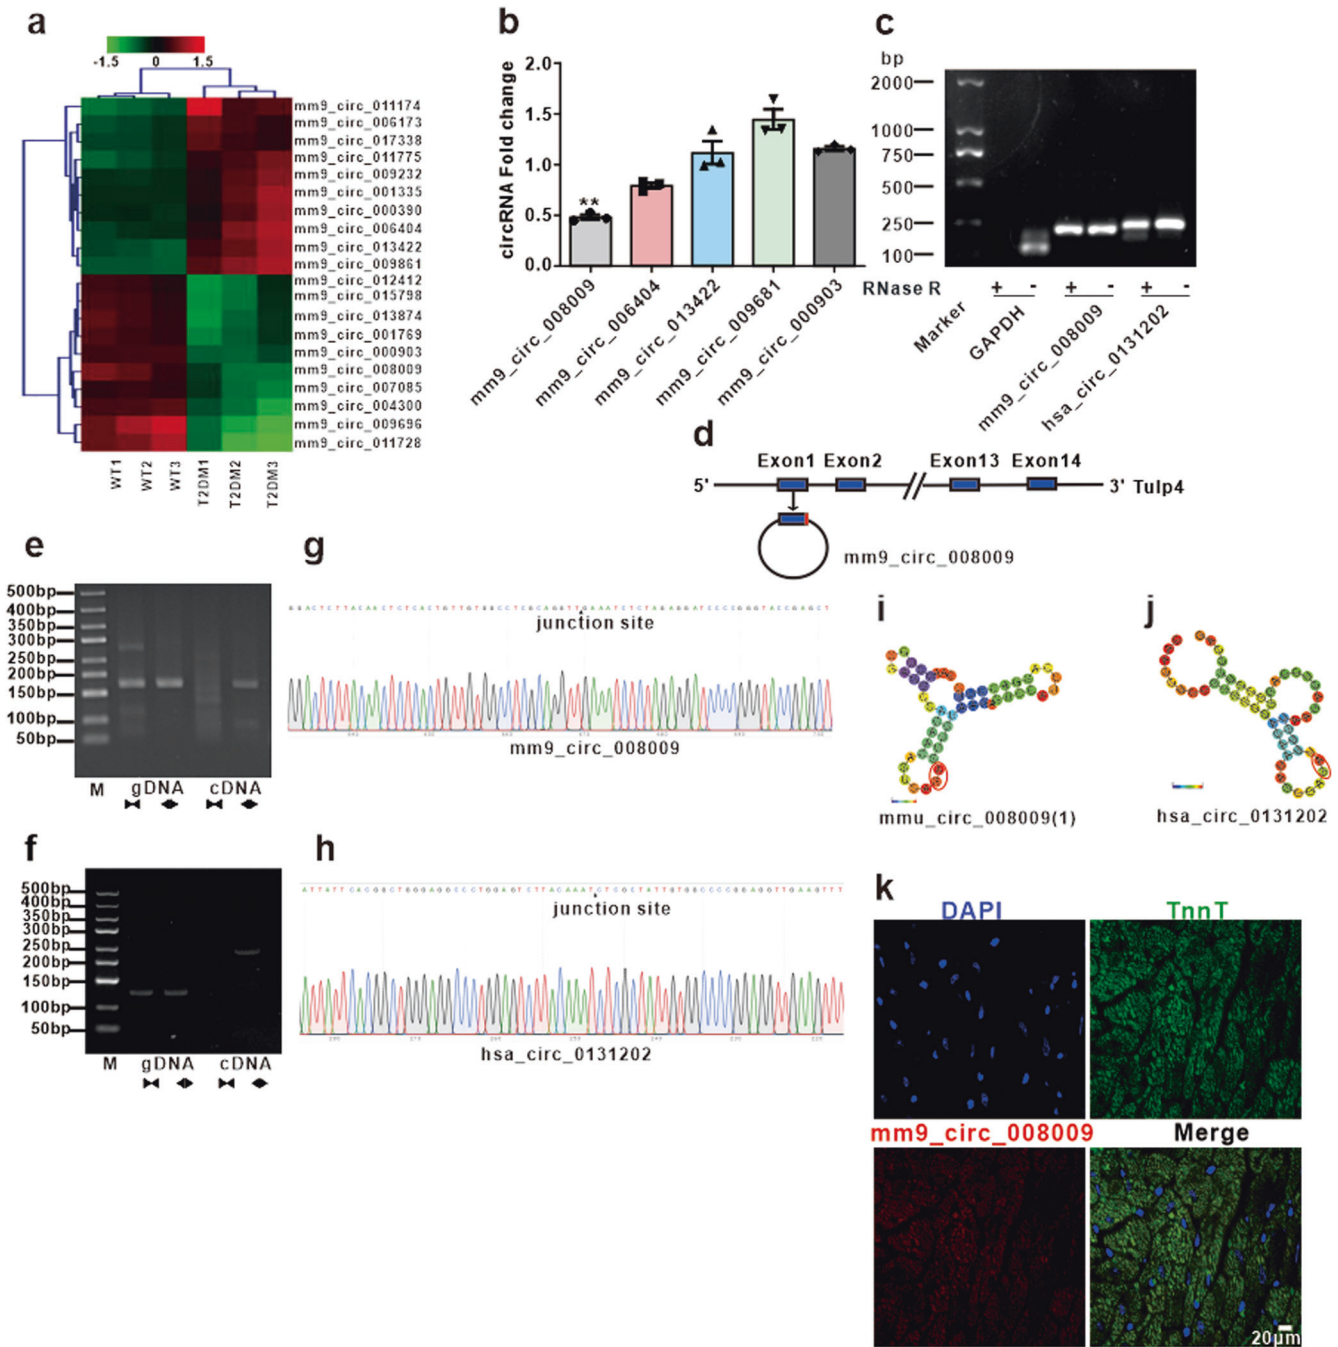 a
-1.5 0 1.5
mm9_circ_011174
mm9_circ_006173
mm9_circ_017338
mm9_circ_011775
mm9_circ_009232
mm9_circ_001335
mm9_circ_000390
mm9_circ_006404
mm9_circ_013422
mm9_circ_009861
mm9_circ_012412
mm9_circ_015798
mm9_circ_013874
mm9_circ_001769
mm9_circ_000903
mm9_circ_008009
mm9_circ_007085
mm9_circ_004300
mm9_circ_009696
mm9_circ_011728
WT1
WT2
WT3
T2DM1
T2DM2
T2DM3
b
circRNA Fold change
2.0
1.5
1.0
0.5
0.0
**
mm9_circ_008009
mm9_circ_006404
mm9_circ_013422
mm9_circ_009681
mm9_circ_000903
c
bp
2000
1000
750
500
250
100
RNase R + - + - + -
Marker
GAPDH
mm9_circ_008009
hsa_circ_0131202
d
Exon1 Exon2 Exon13 Exon14
5' 3' Tulp4
mm9_circ_008009
e
500bp
400bp
350bp
300bp
250bp
200bp
150bp
100bp
50bp
M gDNA cDNA
f
500bp
400bp
350bp
300bp
250bp
200bp
150bp
100bp
50bp
M gDNA cDNA
g
junction site
mm9_circ_008009
h
junction site
hsa_circ_0131202
i
mmu_circ_008009(1)
j
hsa_circ_0131202
k
DAPI TnnT
mm9_circ_008009 Merge
20µm